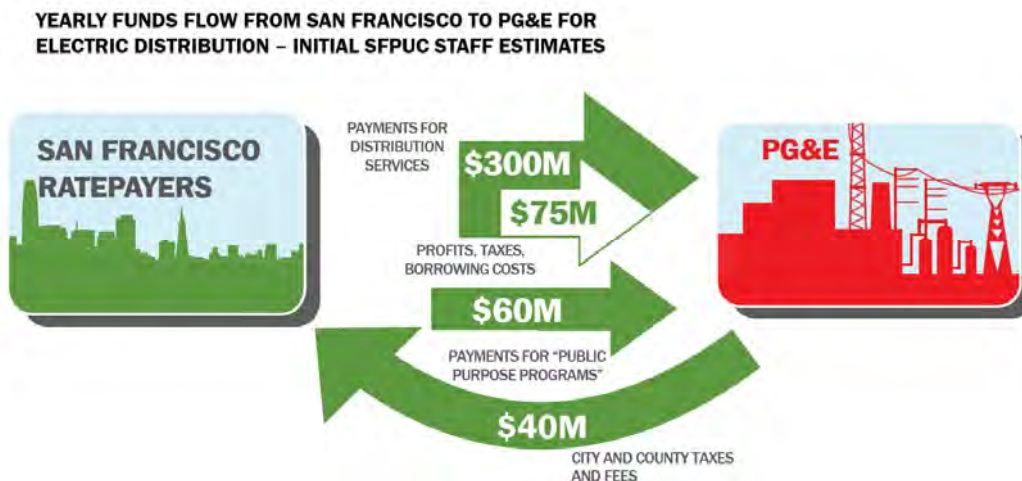 YEARLY FUNDS FLOW FROM SAN FRANCISCO TO PG&E FOR
ELECTRIC DISTRIBUTION – INITIAL SFPUC STAFF ESTIMATES
SAN FRANCISCO
RATEPAYERS
PAYMENTS FOR
DISTRIBUTION
SERVICES
$300M
$75M
PROFITS, TAXES,
BORROWING COSTS
PG&E
$60M
PAYMENTS FOR “PUBLIC
PURPOSE PROGRAMS”
$40M
CITY AND COUNTY TAXES
AND FEES